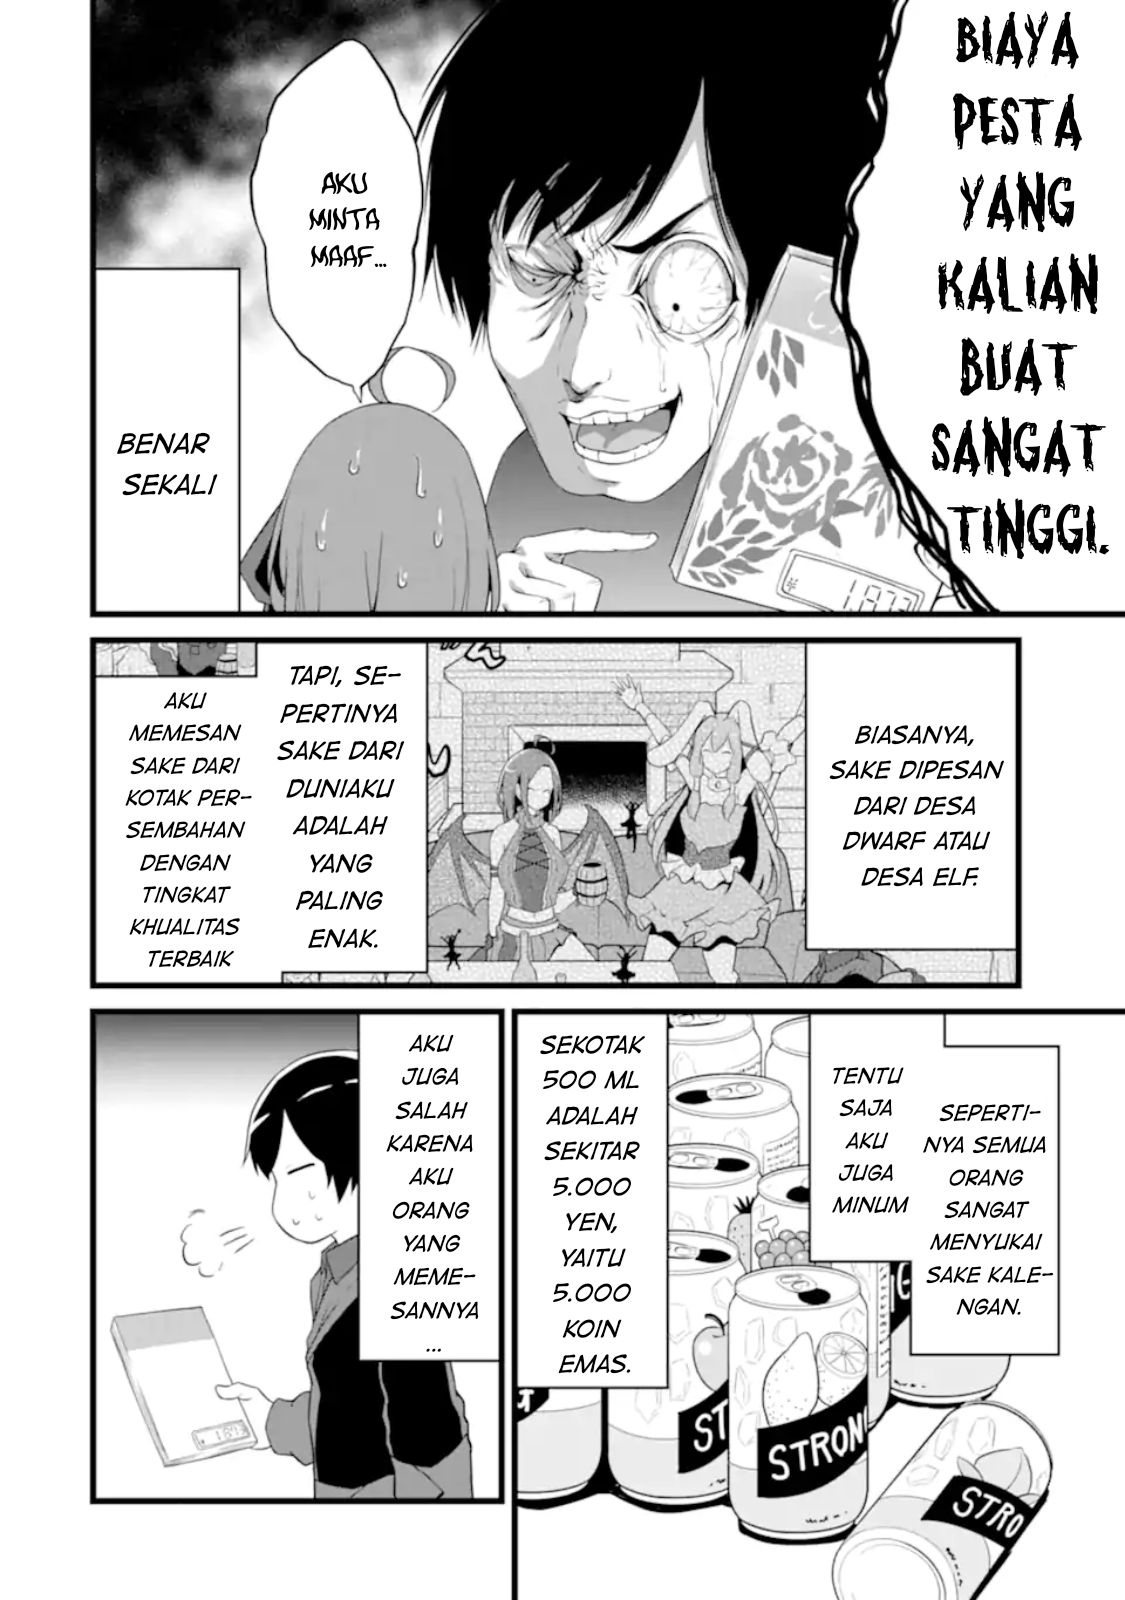 BIAYA
PESTA
YANG
KALIAN
BUAT
SANGAT
TINGGI.
AKU
MINTA
MAAF...
BENAR
SEKALI
BIASANYA,
SAKE DIPESAN
DARI DESA
DWARF ATAU
DESA ELF.
TAPI, SE-
PERTINYA
SAKE DARI
DUNIAKU
ADALAH
YANG
PALING
ENAK.
AKU
MEMESAN
SAKE DARI
KOTAK PER-
SEMBAHAN
DENGAN
TINGKAT
KHUALITAS
TERBAIK
SEPERTI-
NYA SEMUA
ORANG
SANGAT
MENYUKAI
SAKE KALE-
NGAN.
TENTU
SAJA
AKU
JUGA
MINUM
SEKOTAK
500 ML
ADALAH
SEKITAR
5.000
YEN,
YAITU
5.000
KOIN
EMAS.
ST
STRON
STRO
AKU
JUGA
SALAH
KARENA
AKU
ORANG
YANG
MEME-
SANNYA
...